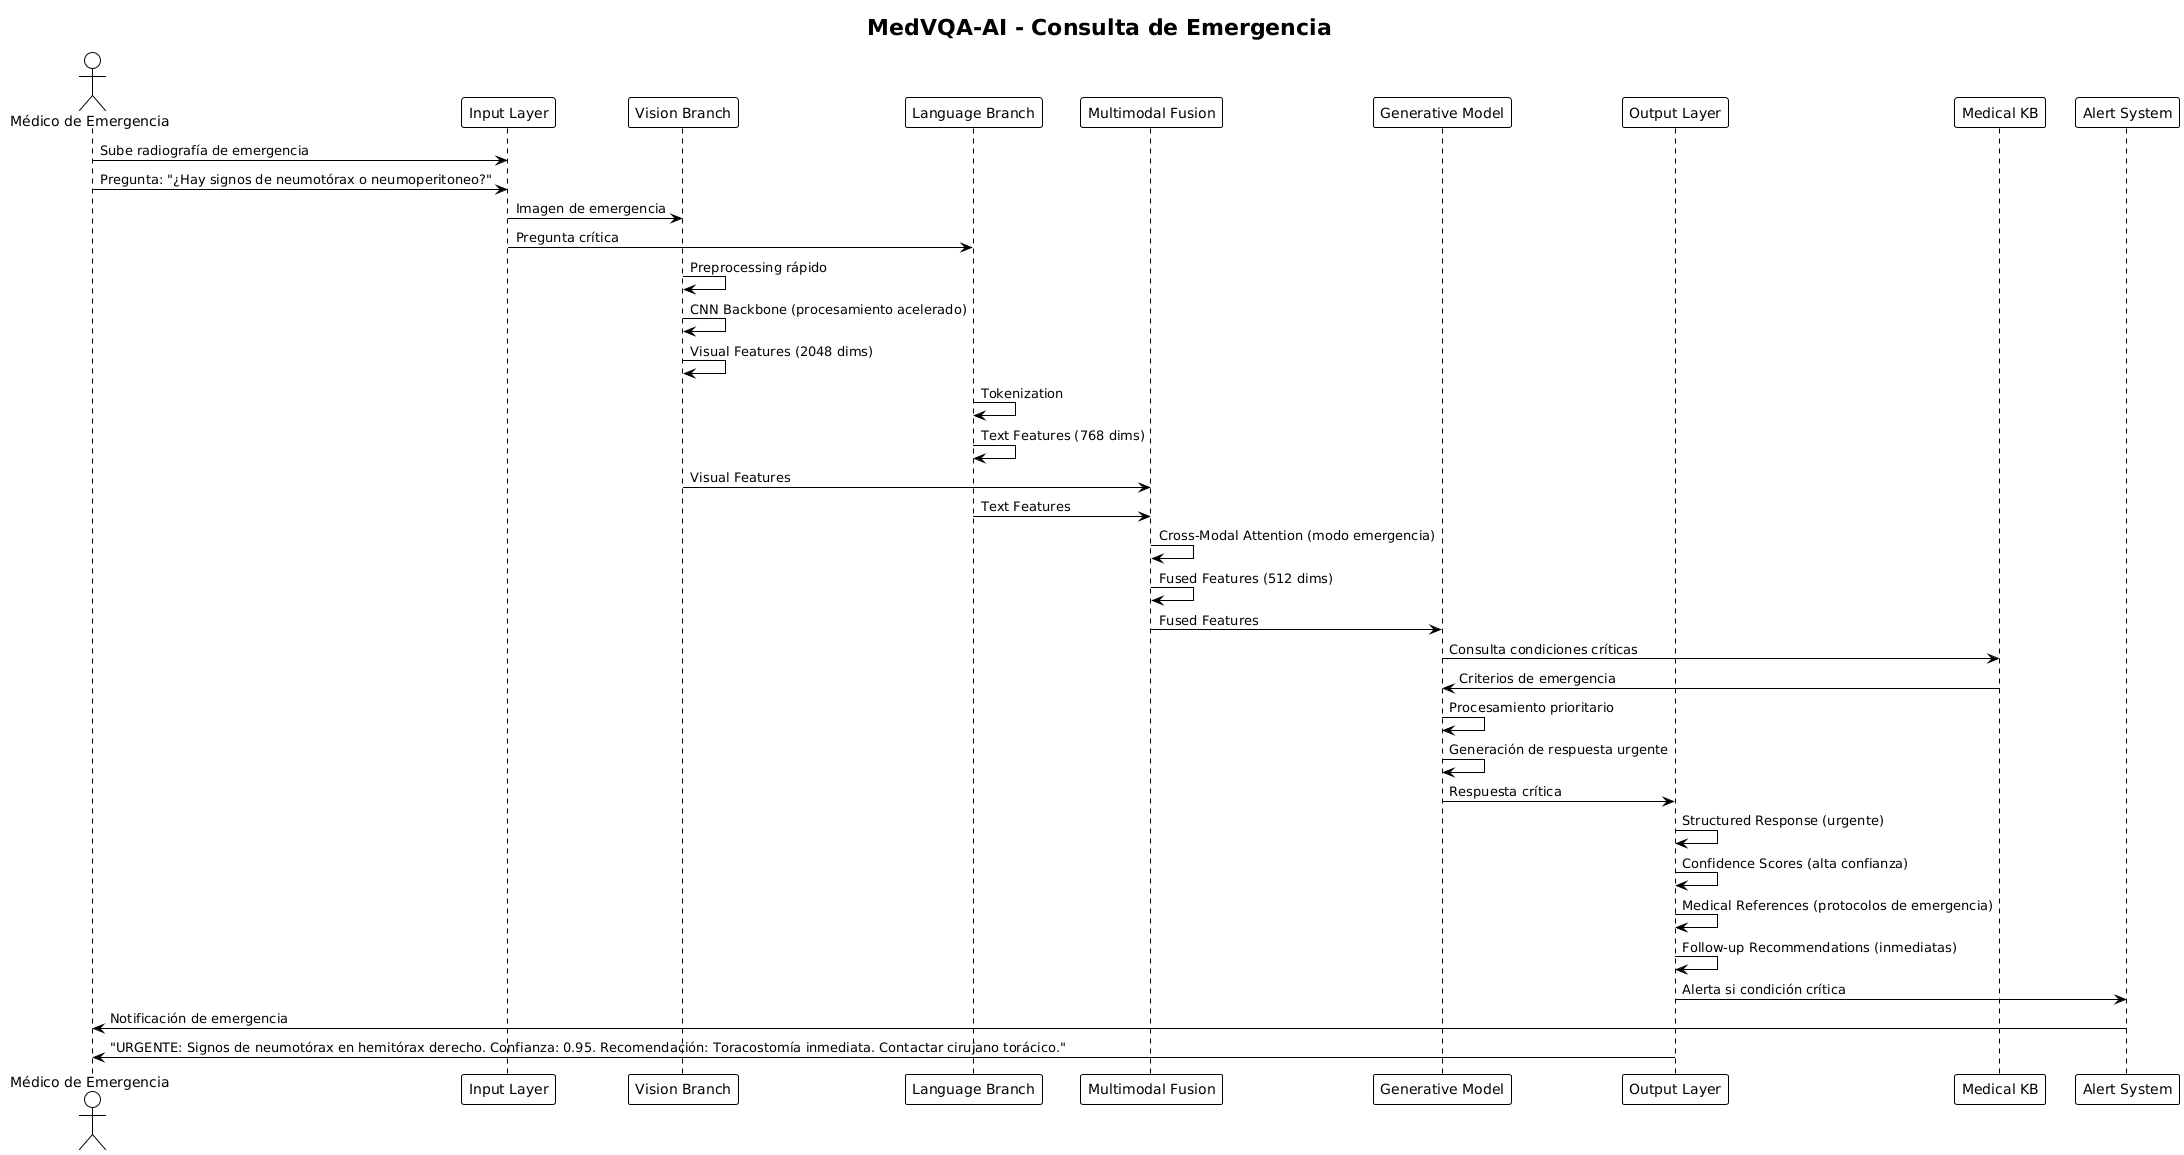 MedVQA-AI - Consulta de Emergencia
Médico de Emergencia
Input Layer
Vision Branch
Language Branch
Multimodal Fusion
Generative Model
Output Layer
Medical KB
Alert System
Sube radiografía de emergencia
Pregunta: "¿Hay signos de neumotórax o neumoperitoneo?"
Imagen de emergencia
Pregunta crítica
Preprocessing rápido
CNN Backbone (procesamiento acelerado)
Visual Features (2048 dims)
Tokenization
Text Features (768 dims)
Visual Features
Text Features
Cross-Modal Attention (modo emergencia)
Fused Features (512 dims)
Fused Features
Consulta condiciones críticas
Criterios de emergencia
Procesamiento prioritario
Generación de respuesta urgente
Respuesta crítica
Structured Response (urgente)
Confidence Scores (alta confianza)
Medical References (protocolos de emergencia)
Follow-up Recommendations (inmediatas)
Alerta si condición crítica
Notificación de emergencia
"URGENTE: Signos de neumotórax en hemitórax derecho. Confianza: 0.95. Recomendación: Toracostomía inmediata. Contactar cirujano torácico."
Médico de Emergencia
Input Layer
Vision Branch
Language Branch
Multimodal Fusion
Generative Model
Output Layer
Medical KB
Alert System